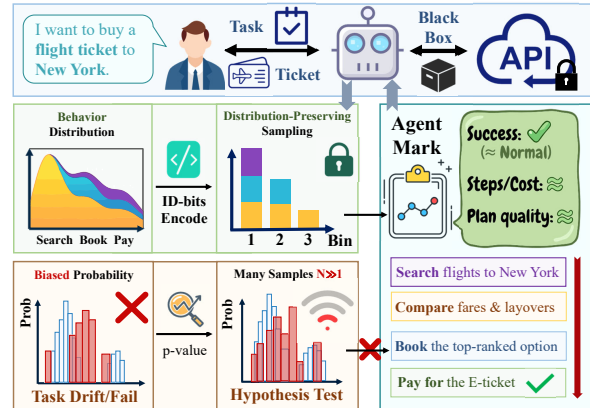 I want to buy a
flight ticket to
New York.
Task
Ticket
Black
Box
API
Behavior
Distribution
Search Book Pay
ID-bits
Encode
Distribution-Preserving
Sampling
1 2 3 Bin
Agent
Mark
Success:
(≈ Normal)
Steps/Cost:
Plan quality:
Biased Probability
Prob
Task Drift/Fail
p-value
Many Samples N≫1
Prob
Hypothesis Test
Search flights to New York
Compare fares & layovers
Book the top-ranked option
Pay for the E-ticket